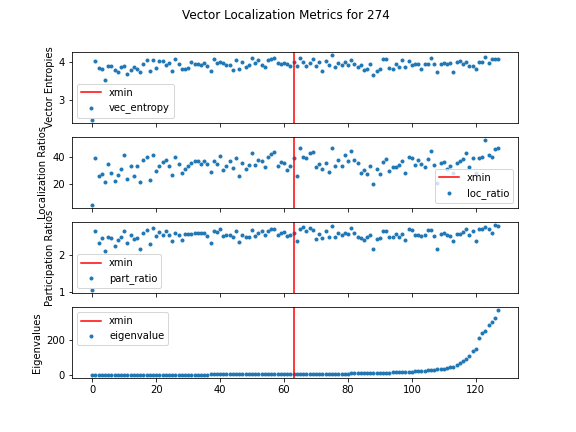 Vector Localization Metrics for 274
Vector Entropies
4
3
xmin
vec_entropy
Localization Ratios
40
20
xmin
loc_ratio
Participation Ratios
2
1
xmin
part_ratio
Eigenvalues
200
0
xmin
eigenvalue
0 20 40 60 80 100 120